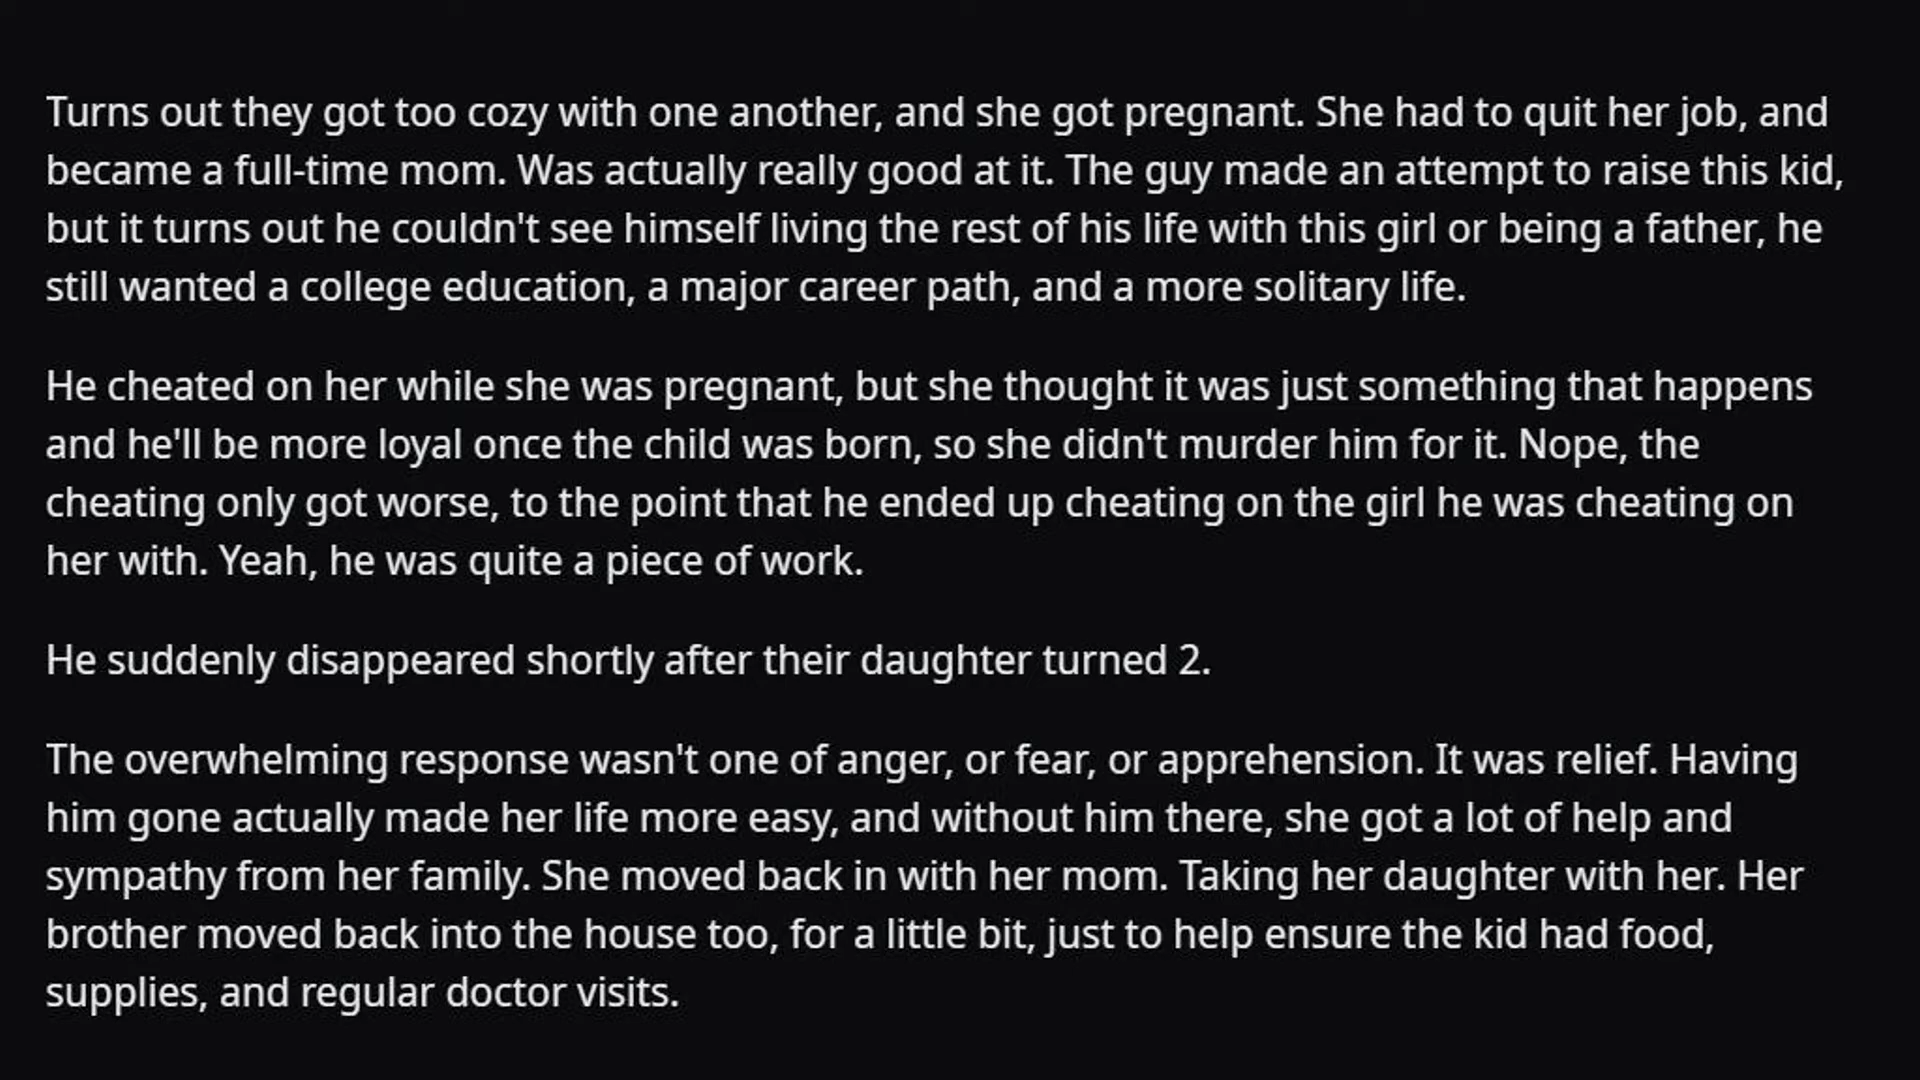 Turns out they got too cozy with one another, and she got pregnant. She had to quit her job, and
became a full-time mom. Was actually really good at it. The guy made an attempt to raise this kid,
but it turns out he couldn't see himself living the rest of his life with this girl or being a father, he
still wanted a college education, a major career path, and a more solitary life.
He cheated on her while she was pregnant, but she thought it was just something that happens
and he'll be more loyal once the child was born, so she didn't murder him for it. Nope, the
cheating only got worse, to the point that he ended up cheating on the girl he was cheating on
her with. Yeah, he was quite a piece of work.
He suddenly disappeared shortly after their daughter turned 2.
The overwhelming response wasn't one of anger, or fear, or apprehension. It was relief. Having
him gone actually made her life more easy, and without him there, she got a lot of help and
sympathy from her family. She moved back in with her mom. Taking her daughter with her. Her
brother moved back into the house too, for a little bit, just to help ensure the kid had food,
supplies, and regular doctor visits.